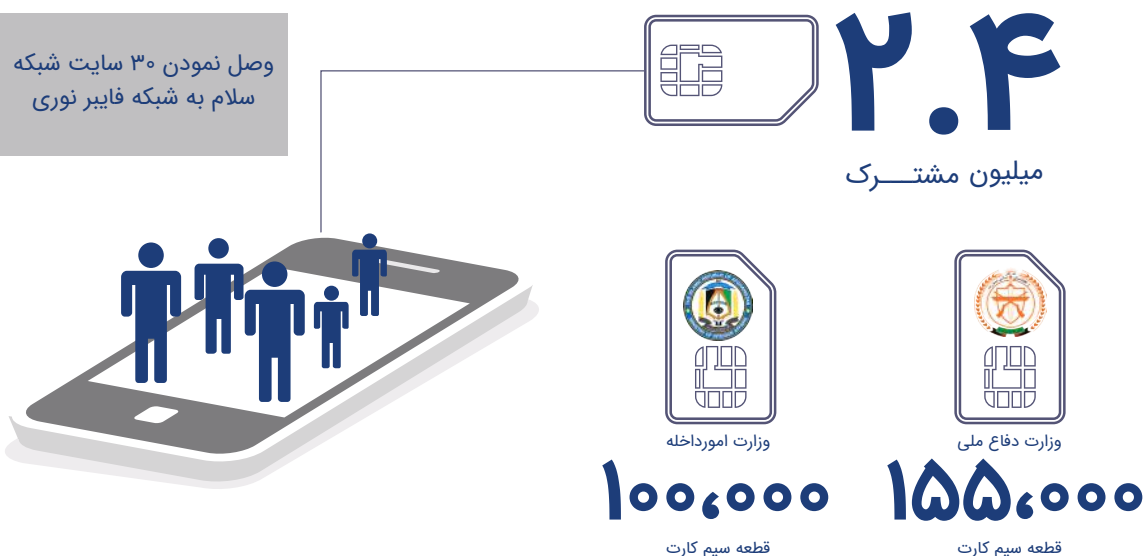 وصل نمودن ۳۰ سایت شبکه
سلام به شبکه فایبر نوری
۲.۴
میلیون مشتـــرک
وزارت دفاع ملی
۱۵۵،۰۰۰
قطعه سیم کارت
وزارت امورداخله
۱۰۰،۰۰۰
قطعه سیم کارت